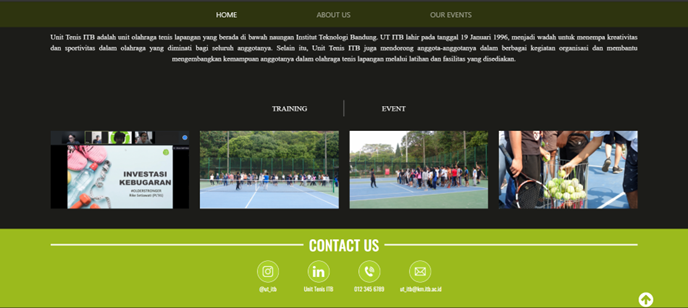 HOME ABOUT US OUR EVENTS
Unit Tenis ITB adalah unit olahraga tenis lapangan yang berada di bawah naungan Institut Teknologi Bandung. UT ITB lahir pada tanggal 19 Januari 1996, menjadi wadah untuk menempa kreativitas
dan sportivitas dalam olahraga yang diminati bagi seluruh anggotanya. Selain itu, Unit Tenis ITB juga mendorong anggota-anggotanya dalam berbagai kegiatan organisasi dan membantu
mengembangkan kemampuan anggotanya dalam olahraga tenis lapangan melalui latihan dan fasilitas yang disediakan.
TRAINING EVENT
INVESTASI
KEBUGARAN
CONTACT US
@ut_itb Unit Tenis ITB 012 345 6789 ut_itb@km.itb.ac.id